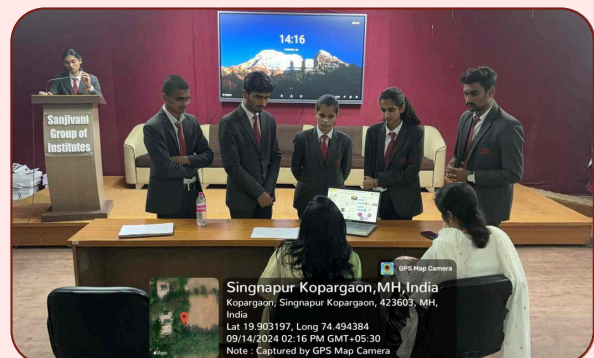 14:16
Sanjivani
Group of
Institutes
GPS Map Camera
Singnapur Kopargaon,MH,India
Kopargaon, Singnapur Kopargaon, 423603, MH,
India
Lat 19.903197, Long 74.494384
09/14/2024 02:16 PM GMT+05:30
Note : Captured by GPS Map Camera